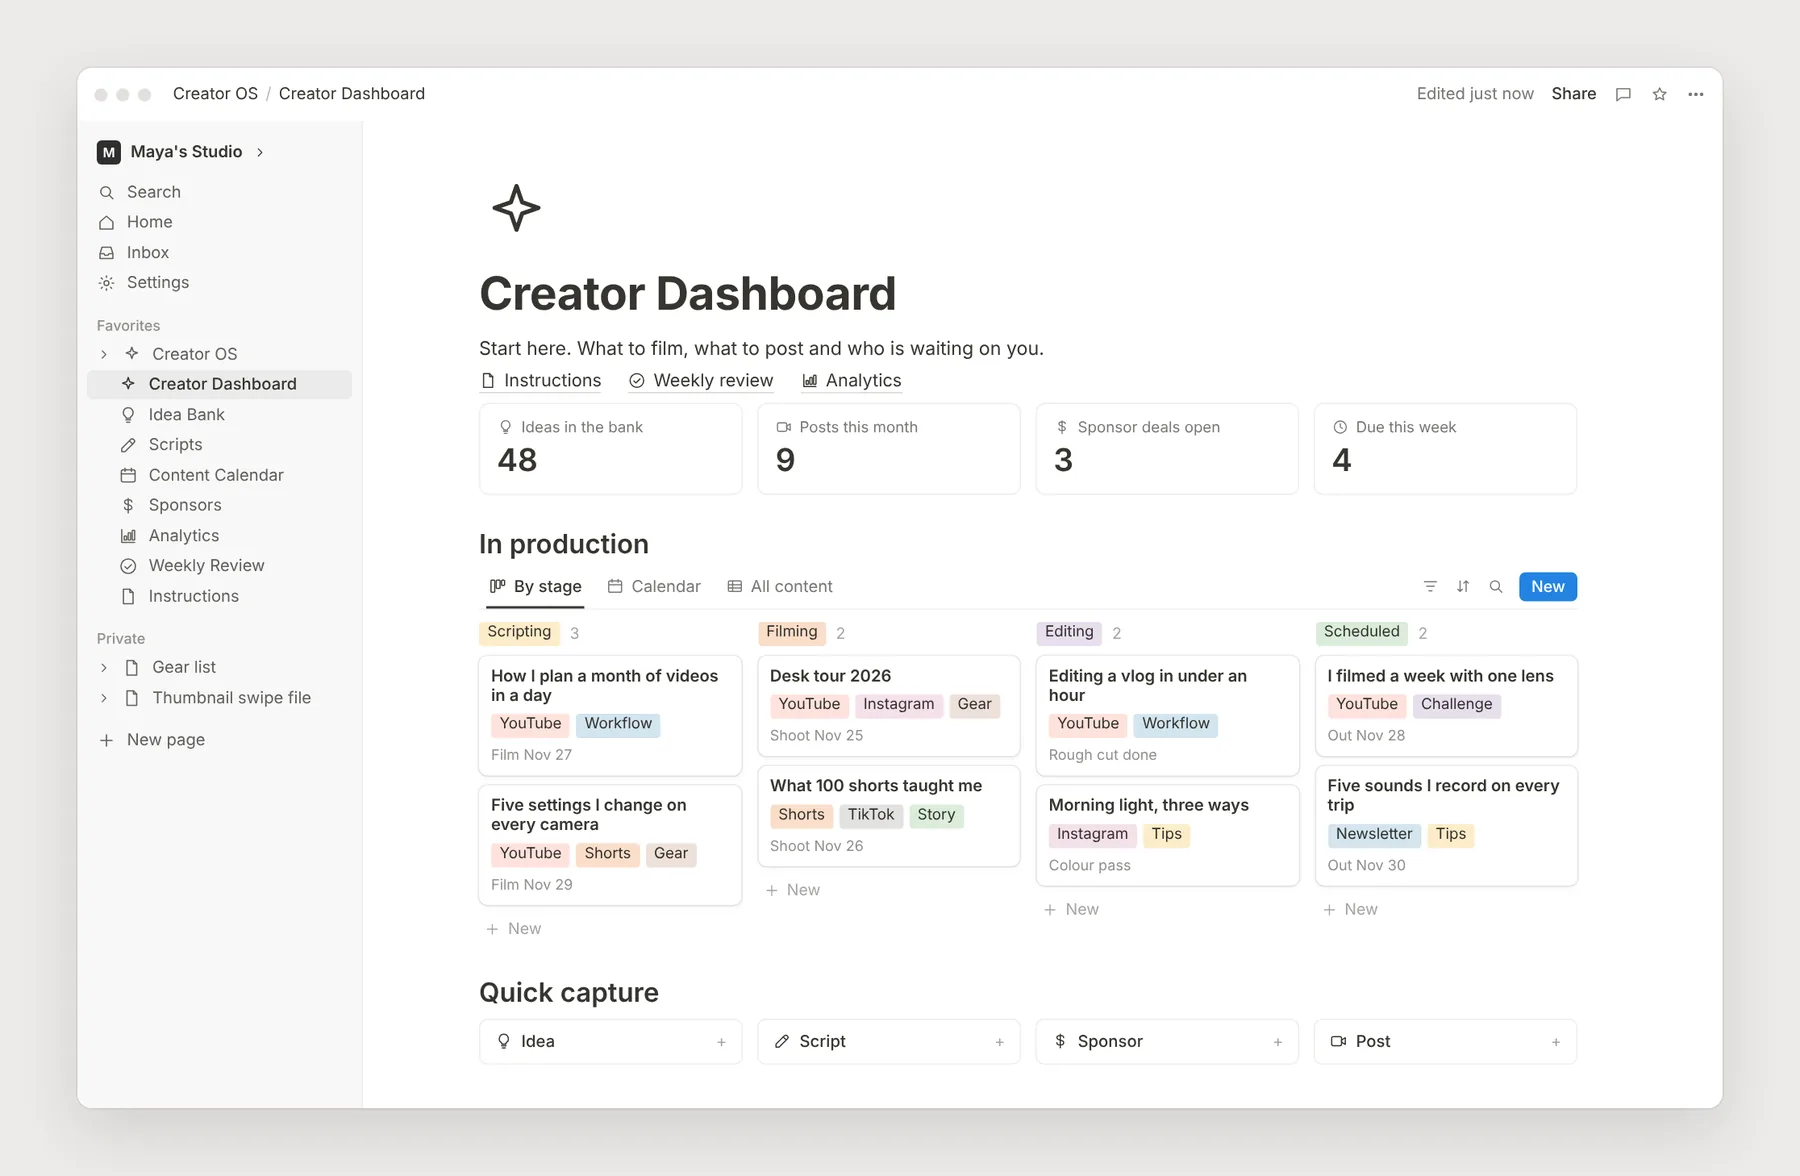 Creator OS / Creator Dashboard
Edited just now Share
M Maya's Studio
Search
Home
Inbox
Settings
Favorites
Creator OS
Creator Dashboard
Idea Bank
Scripts
Content Calendar
Sponsors
Analytics
Weekly Review
Instructions
Private
Gear list
Thumbnail swipe file
New page
Creator Dashboard
Start here. What to film, what to post and who is waiting on you.
Instructions Weekly review Analytics
Ideas in the bank
48
Posts this month
9
$ Sponsor deals open
3
Due this week
4
In production
By stage Calendar All content
New
Scripting 3
How I plan a month of videos
in a day
YouTube Workflow
Film Nov 27
Five settings I change on
every camera
YouTube Shorts Gear
Film Nov 29
+ New
Filming 2
Desk tour 2026
YouTube Instagram Gear
Shoot Nov 25
What 100 shorts taught me
Shorts TikTok Story
Shoot Nov 26
+ New
Editing 2
Editing a vlog in under an
hour
YouTube Workflow
Rough cut done
Morning light, three ways
Instagram Tips
Colour pass
+ New
Scheduled 2
I filmed a week with one lens
YouTube Challenge
Out Nov 28
Five sounds I record on every
trip
Newsletter Tips
Out Nov 30
+ New
Quick capture
Idea +
Script +
$ Sponsor +
Post +